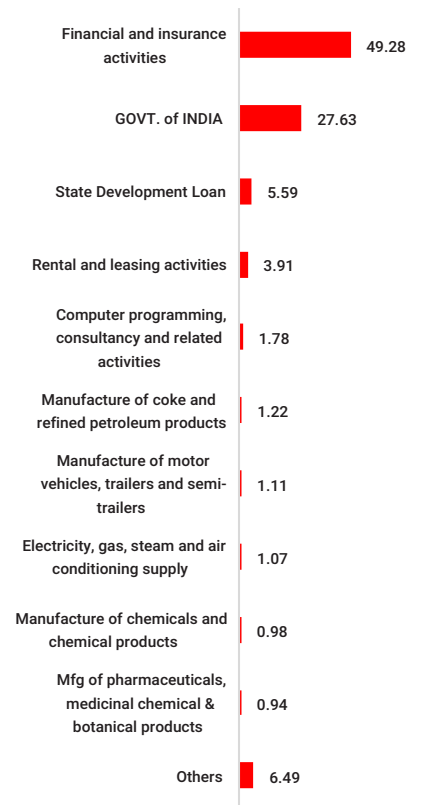 Financial and insurance
activities
49.28
GOVT. of INDIA
27.63
State Development Loan
5.59
Rental and leasing activities
3.91
Computer programming,
consultancy and related
activities
1.78
Manufacture of coke and
refined petroleum products
1.22
Manufacture of motor
vehicles, trailers and semi-
trailers
1.11
Electricity, gas, steam and air
conditioning supply
1.07
Manufacture of chemicals and
chemical products
0.98
Mfg of pharmaceuticals,
medicinal chemical &
botanical products
0.94
Others
6.49